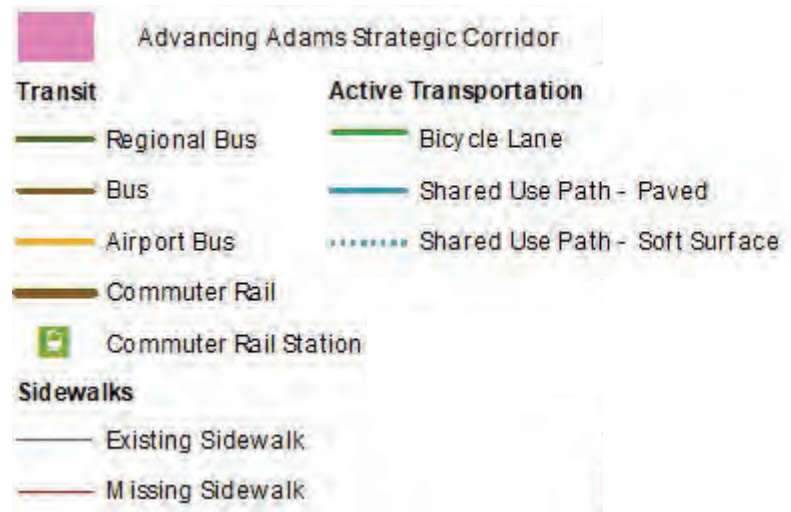 Advancing Adams Strategic Corridor
Transit
Regional Bus
Bus
Airport Bus
Commuter Rail
Commuter Rail Station
Sidewalks
Existing Sidewalk
Missing Sidewalk
Active Transportation
Bicycle Lane
Shared Use Path - Paved
Shared Use Path - Soft Surface